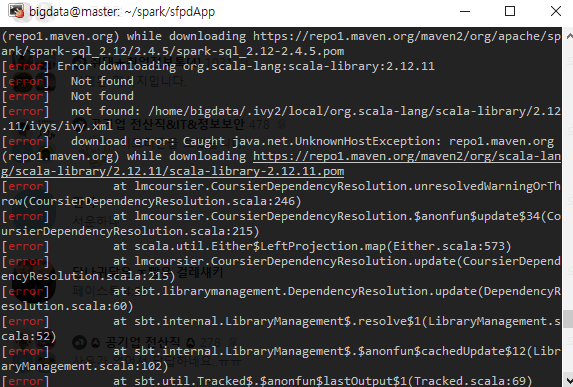 bigdata@master: ~/spark/sfpdApp
(repo1.maven.org) while downloading https://repo1.maven.org/maven2/org/apache/sp
ark/spark-sql_2.12/2.4.5/spark-sql_2.12-2.4.5.pom
[error] Error downloading org.scala-lang:scala-library:2.12.11
[error]   Not found
[error]   Not found
[error]   not found: /home/bigdata/.ivy2/local/org.scala-lang/scala-library/2.12
.11/ivys/ivy.xml
[error]   download error: Caught java.net.UnknownHostException: repo1.maven.org
(repo1.maven.org) while downloading https://repo1.maven.org/maven2/org/scala-lan
g/scala-library/2.12.11/scala-library-2.12.11.pom
[error]         at lmcoursier.CoursierDependencyResolution.unresolvedWarningOrTh
row(CoursierDependencyResolution.scala:246)
[error]         at lmcoursier.CoursierDependencyResolution.$anonfun$update$34(Co
ursierDependencyResolution.scala:215)
[error]         at scala.util.Either$LeftProjection.map(Either.scala:573)
[error]         at lmcoursier.CoursierDependencyResolution.update(CoursierDepend
encyResolution.scala:215)
[error]         at sbt.librarymanagement.DependencyResolution.update(DependencyR
esolution.scala:60)
[error]         at sbt.internal.LibraryManagement$.resolve$1(LibraryManagement.s
cala:52)
[error]         at sbt.internal.LibraryManagement$.$anonfun$cachedUpdate$12(Libr
aryManagement.scala:102)
[error]         at sbt.util.Tracked$.$anonfun$lastOutput$1(Tracked.scala:69)